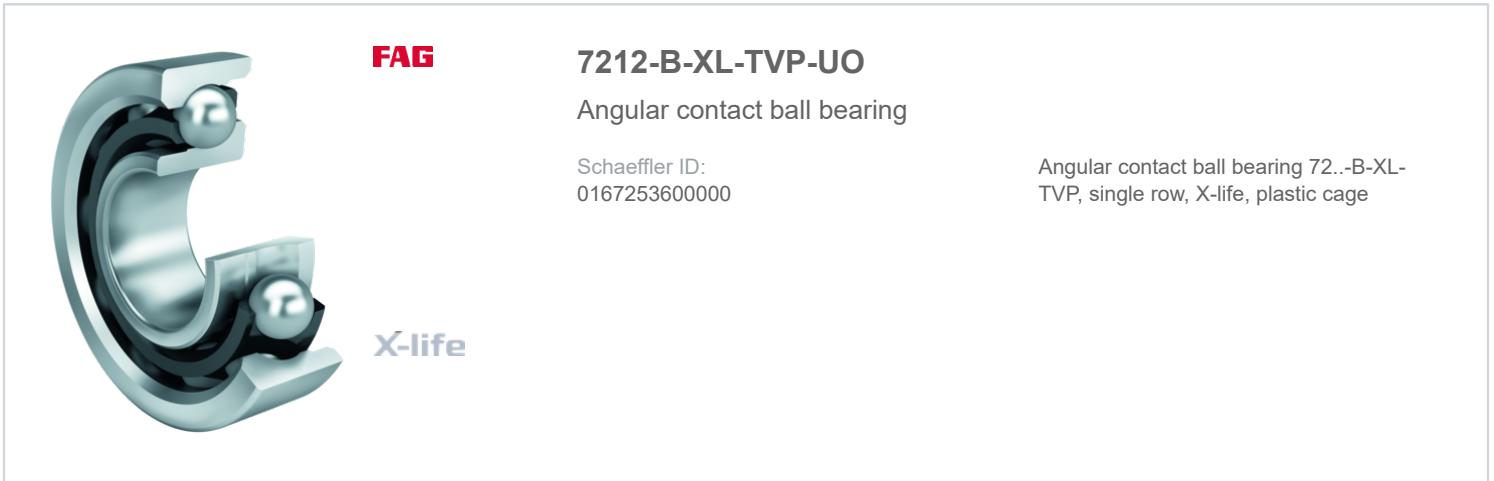 FAG
7212-B-XL-TVP-UO
Angular contact ball bearing
Schaeffler ID:
0167253600000
Angular contact ball bearing 72..-B-XL-
TVP, single row, X-life, plastic cage
X-life